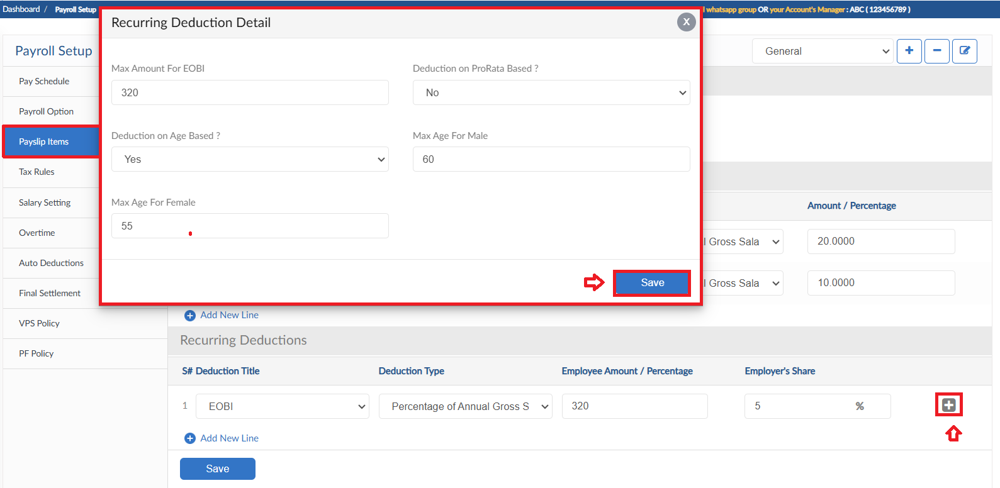 Dashboard / Payroll Setup
whatsapp group OR your Account's Manager : ABC ( 123456789 )
Recurring Deduction Detail
X
Payroll Setup
General
Pay Schedule
Payroll Option
Payslip Items
Tax Rules
Salary Setting
Overtime
Auto Deductions
Final Settlement
VPS Policy
PF Policy
Max Amount For EOBI
320
Deduction on ProRata Based ?
No
Deduction on Age Based ?
Yes
Max Age For Male
60
Max Age For Female
55
Save
Amount / Percentage
l Gross Sala
20.0000
l Gross Sala
10.0000
Add New Line
Recurring Deductions
S# Deduction Title Deduction Type Employee Amount / Percentage Employer's Share
1 EOBI Percentage of Annual Gross S 320 5 %
Add New Line
Save